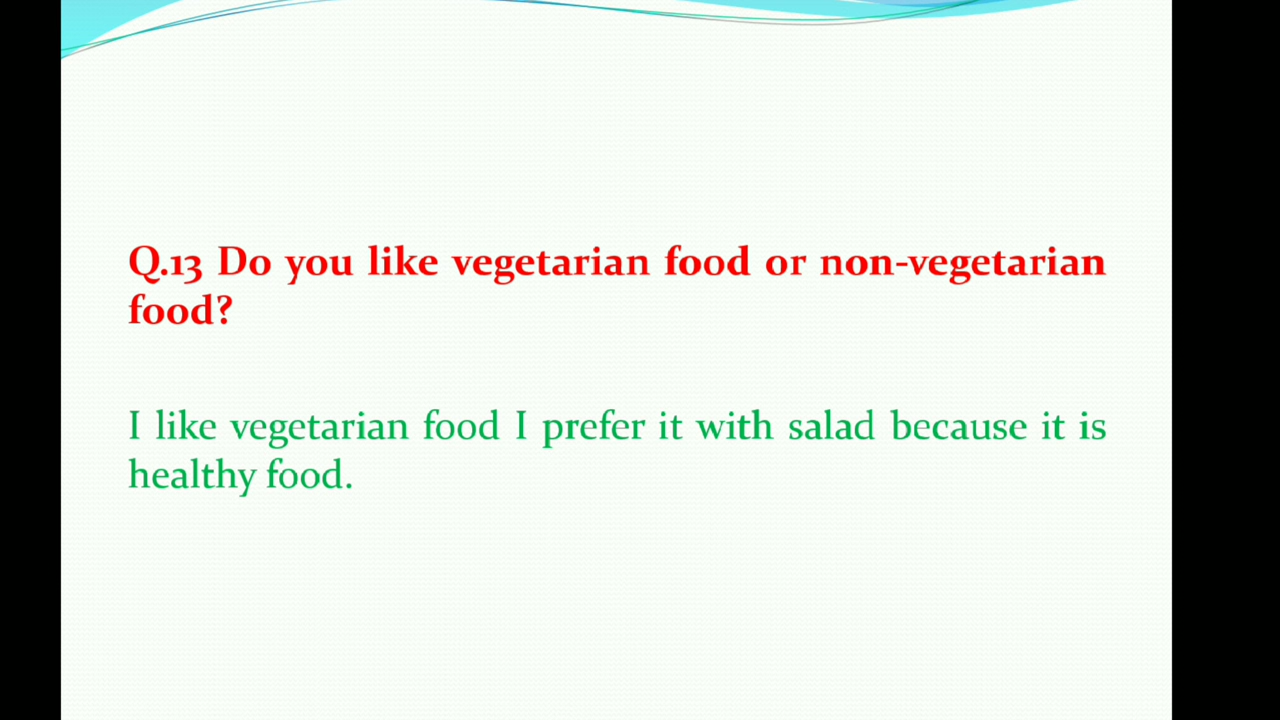 Q.13 Do you like vegetarian food or non-vegetarian
food?
I like vegetarian food I prefer it with salad because it is
healthy food.